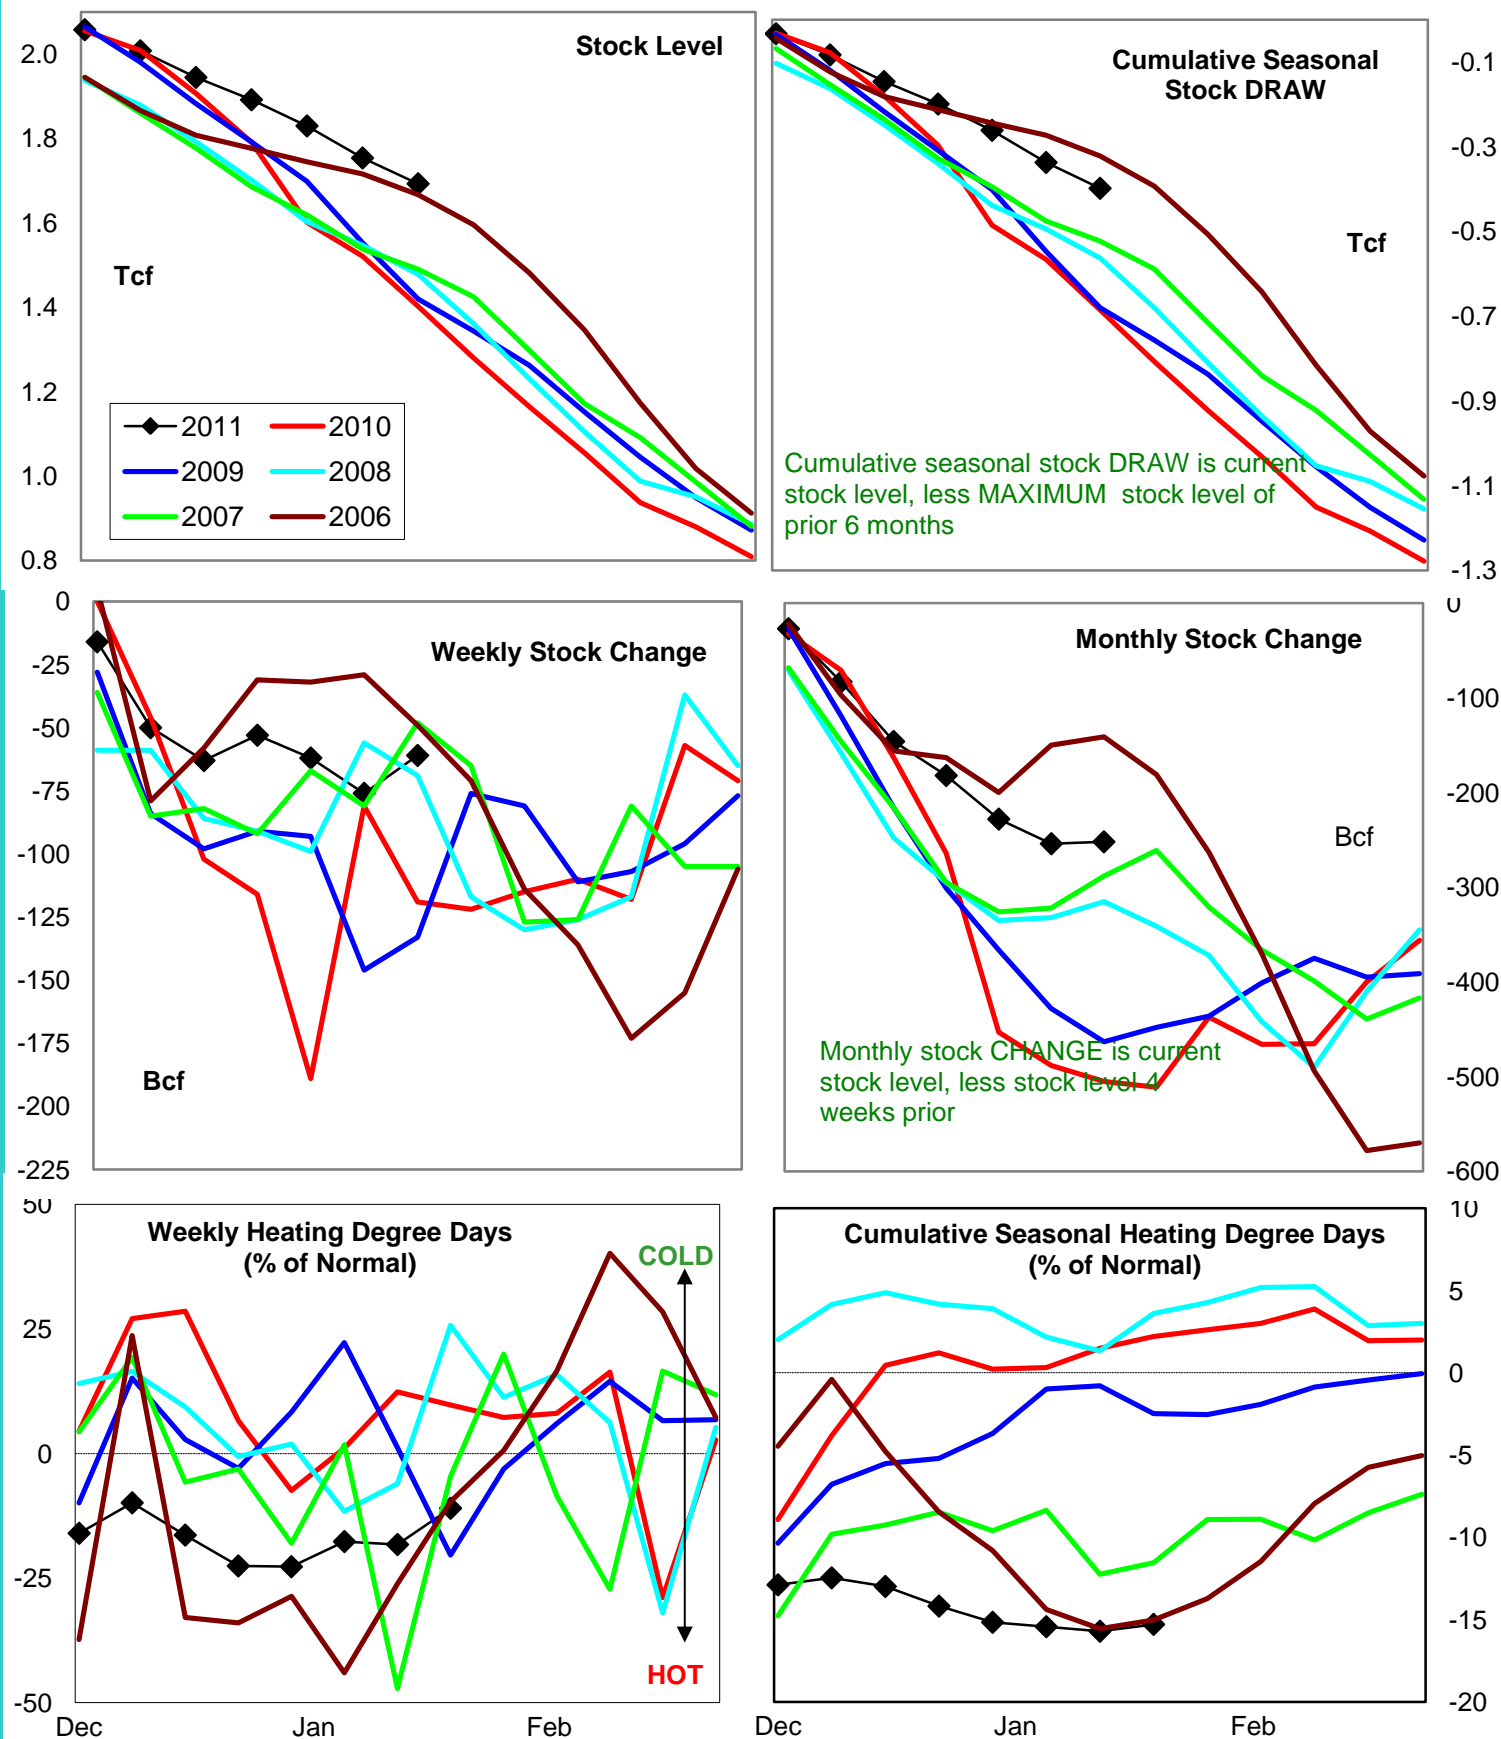 Stock Level
2.0
1.8
1.6
1.4
1.2
1.0
0.8
Tcf
2011
2010
2009
2008
2007
2006
Cumulative Seasonal
Stock DRAW
-0.1
-0.3
-0.5
-0.7
-0.9
-1.1
-1.3
Tcf
Cumulative seasonal stock DRAW is current
stock level, less MAXIMUM stock level of
prior 6 months
Weekly Stock Change
0
-25
-50
-75
-100
-125
-150
-175
-200
-225
Bcf
Monthly Stock Change
0
-100
-200
-300
-400
-500
-600
Bcf
Monthly stock CHANGE is current
stock level, less stock level 4
weeks prior
Weekly Heating Degree Days
(% of Normal)
50
25
0
-25
-50
COLD
HOT
Dec
Jan
Feb
Cumulative Seasonal Heating Degree Days
(% of Normal)
10
5
0
-5
-10
-15
-20
Dec
Jan
Feb